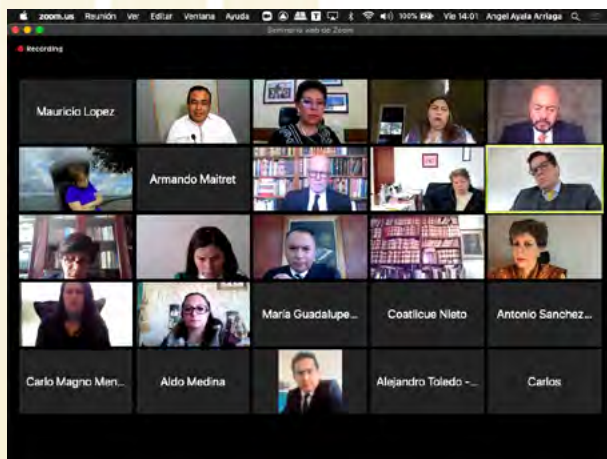 zoom.us Reunión Ver Editar Ventana Ayuda 100% Vie 14:01 Angel Ayala Arriaga
Seminario web de Zoom
Recording
Mauricio Lopez
Armando Maitret
María Guadalupe... Coatlicue Nieto Antonio Sanchez...
Carlo Magno Men... Aldo Medina Alejandro Toledo -... Carlos